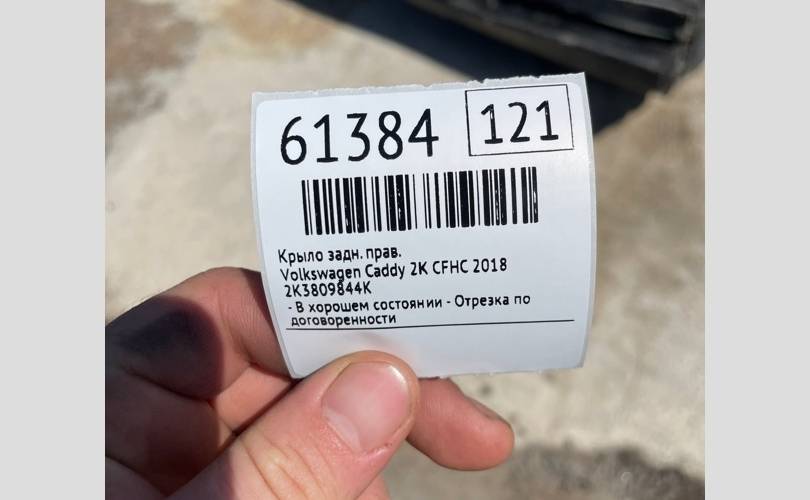 61384 121
Крыло задн. прав.
Volkswagen Caddy 2K CFHC 2018
2K3809844K
- В хорошем состоянии - Отрезка по
договоренности